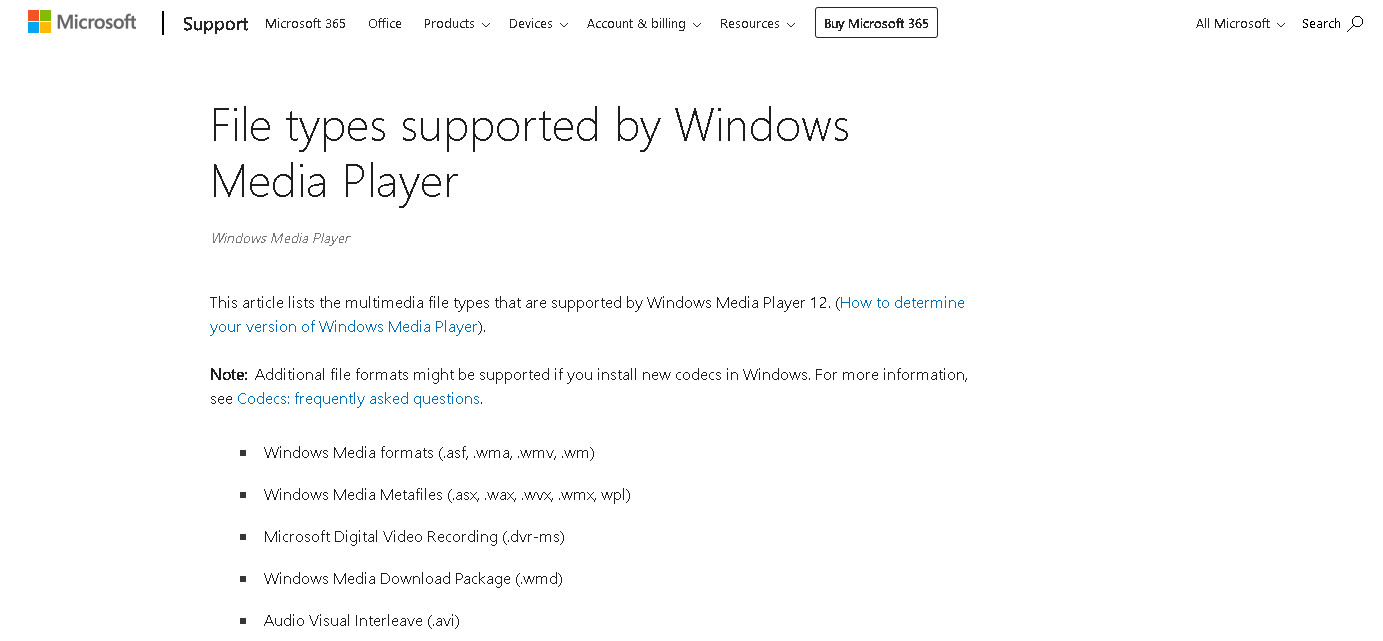 Microsoft Support Microsoft 365 Office Products Devices Account & billing Resources Buy Microsoft 365 All Microsoft Search
File types supported by Windows
Media Player
Windows Media Player
This article lists the multimedia file types that are supported by Windows Media Player 12. (How to determine
your version of Windows Media Player).
Note: Additional file formats might be supported if you install new codecs in Windows. For more information,
see Codecs: frequently asked questions.
Windows Media formats (.asf, .wma, .wmv, .wm)
Windows Media Metafiles (.asx, .wax, .wvx, .wmx, wpl)
Microsoft Digital Video Recording (.dvr-ms)
Windows Media Download Package (.wmd)
Audio Visual Interleave (.avi)